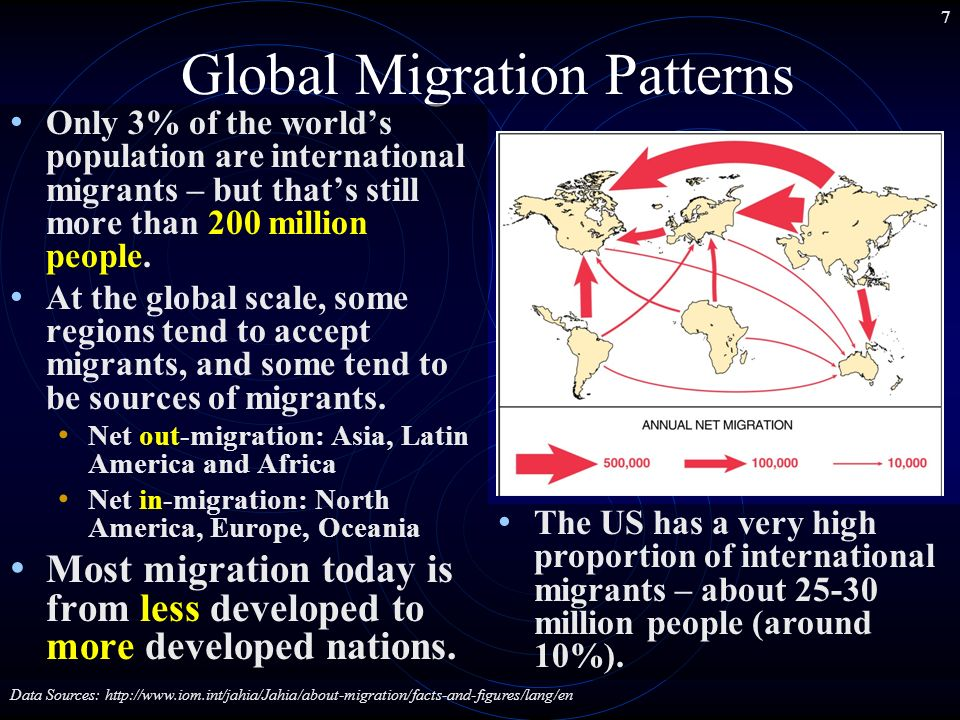 7
Global Migration Patterns
• Only 3% of the world's
population are international
migrants – but that's still
more than 200 million
people.
• At the global scale, some
regions tend to accept
migrants, and some tend to
be sources of migrants.
• Net out-migration: Asia, Latin
America and Africa
• Net in-migration: North
America, Europe, Oceania
• Most migration today is
from less developed to
more developed nations.
ANNUAL NET MIGRATION
500,000 100,000 10,000
• The US has a very high
proportion of international
migrants – about 25-30
million people (around
10%).
Data Sources: http://www.iom.int/jahia/Jahia/about-migration/facts-and-figures/lang/en